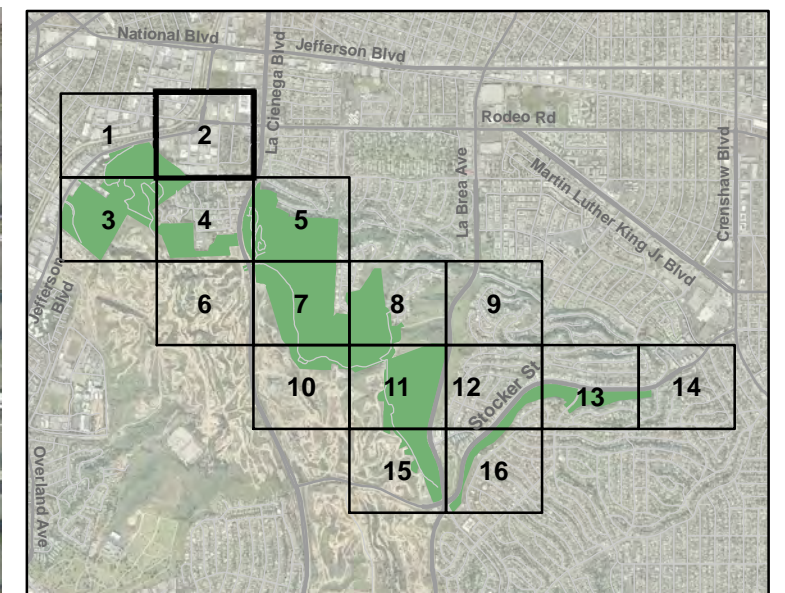 National Blvd
Jefferson Blvd
La Cienega Blvd
1
2
Rodeo Rd
La Brea Ave
Martin Luther King Jr Blvd
Crenshaw Blvd
3
4
5
Jefferson
Blvd
6
7
8
9
10
11
12
Stocker St
13
14
Overland Ave
15
16